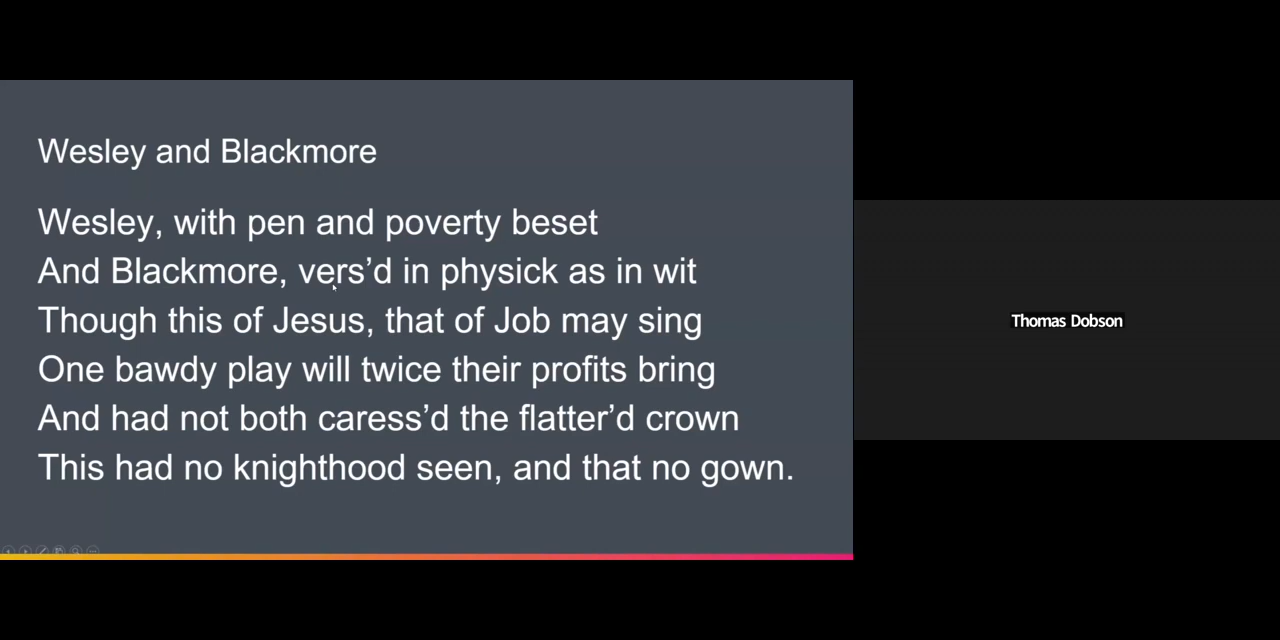 Wesley and Blackmore
Wesley, with pen and poverty beset
And Blackmore, vers’d in physick as in wit
Though this of Jesus, that of Job may sing
One bawdy play will twice their profits bring
And had not both caress’d the flatter’d crown
This had no knighthood seen, and that no gown.
Thomas Dobson